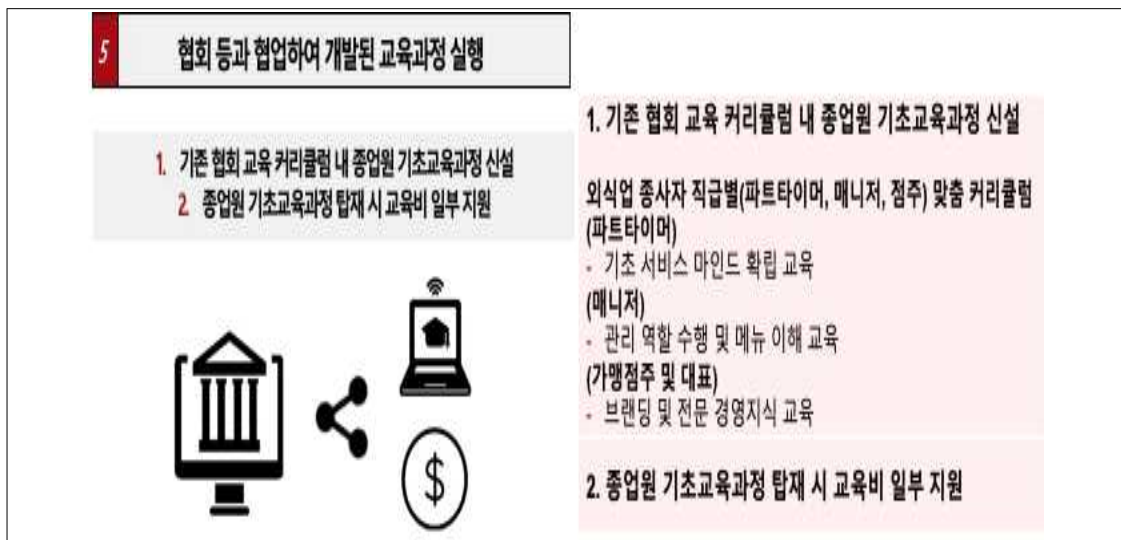 5
협회 등과 협업하여 개발된 교육과정 실행
1. 기존 협회 교육 커리큘럼 내 종업원 기초교육과정 신설
2. 종업원 기초교육과정 탑재 시 교육비 일부 지원
$
1. 기존 협회 교육 커리큘럼 내 종업원 기초교육과정 신설
외식업 종사자 직급별(파트타이머, 매니저, 점주) 맞춤 커리큘럼
(파트타이머)
- 기초 서비스 마인드 확립 교육
(매니저)
- 관리 역할 수행 및 메뉴 이해 교육
(가맹점주 및 대표)
- 브랜딩 및 전문 경영지식 교육
2. 종업원 기초교육과정 탑재 시 교육비 일부 지원